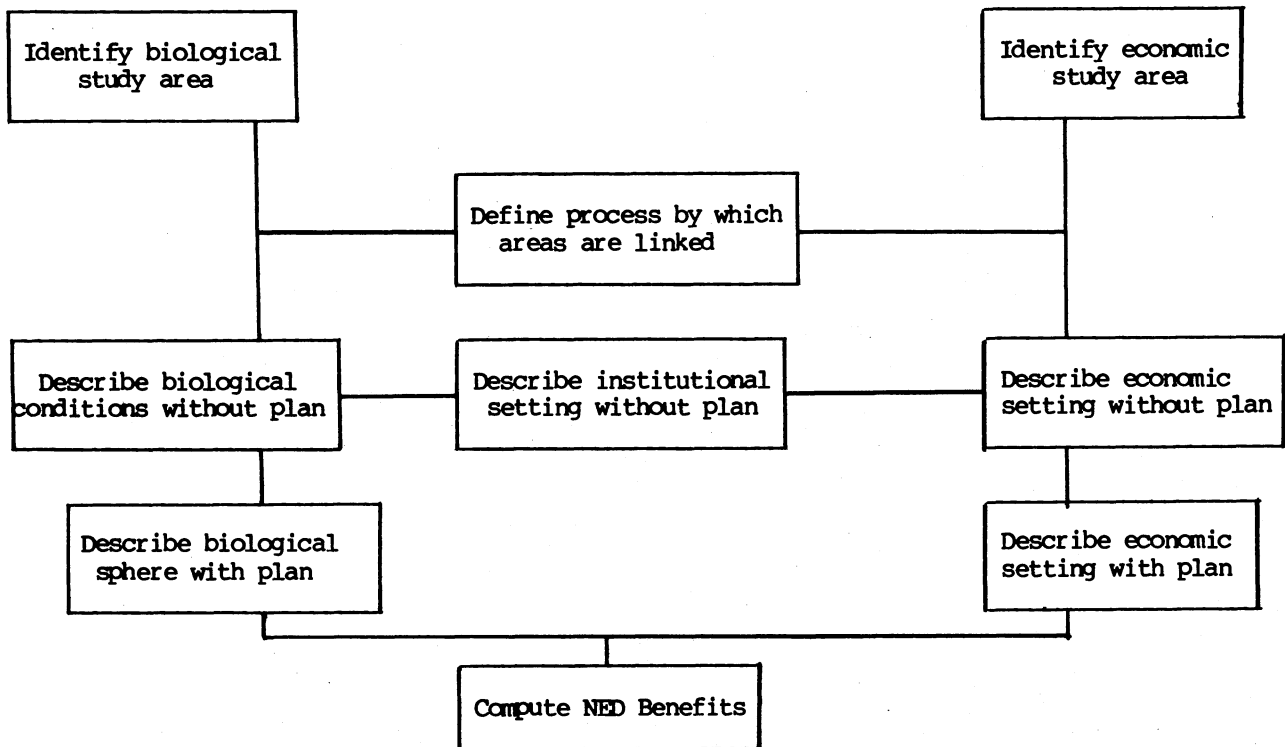 Identify biological
study area
Identify economic
study area
Define process by which
areas are linked
Describe biological
conditions without plan
Describe institutional
setting without plan
Describe economic
setting without plan
Describe biological
sphere with plan
Describe economic
setting with plan
Compute NED Benefits